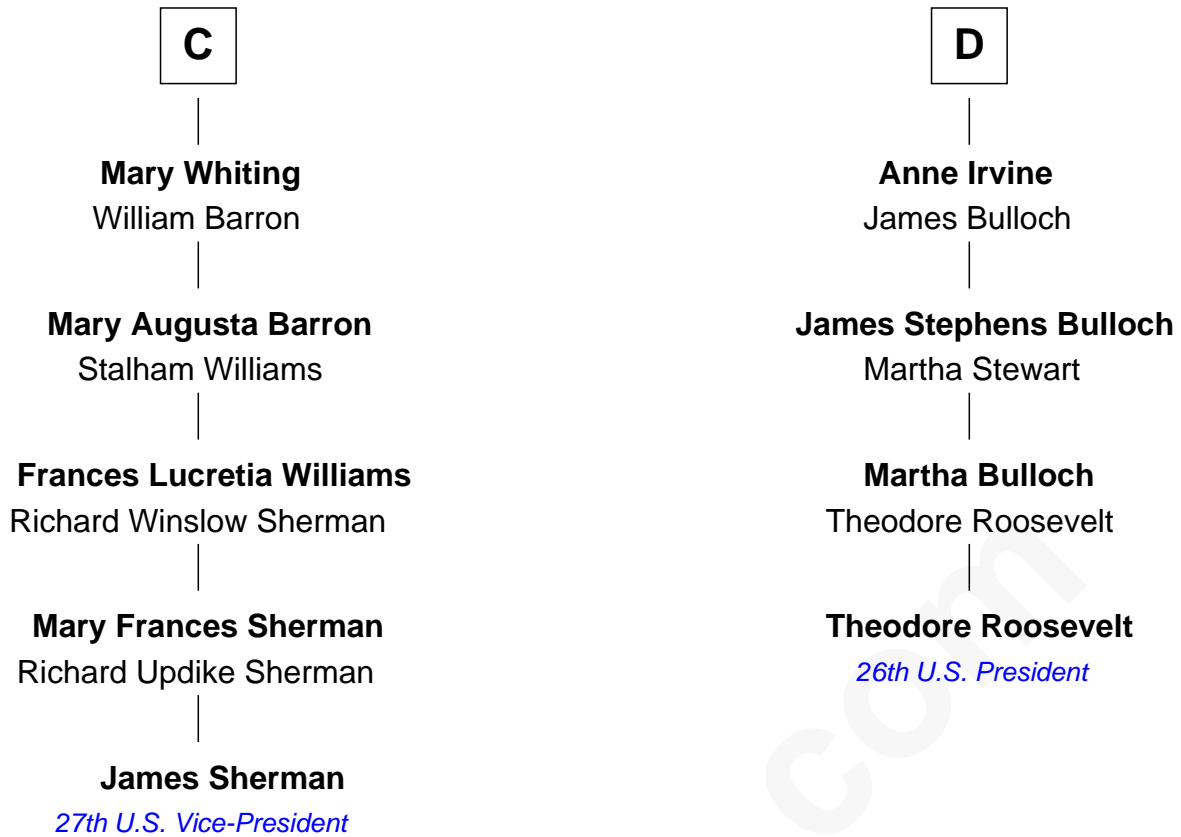 C
Mary Whiting
William Barron
Mary Augusta Barron
Stalham Williams
Frances Lucretia Williams
Richard Winslow Sherman
Mary Frances Sherman
Richard Updike Sherman
James Sherman
27th U.S. Vice-President
D
Anne Irvine
James Bulloch
James Stephens Bulloch
Martha Stewart
Martha Bulloch
Theodore Roosevelt
Theodore Roosevelt
26th U.S. President
com